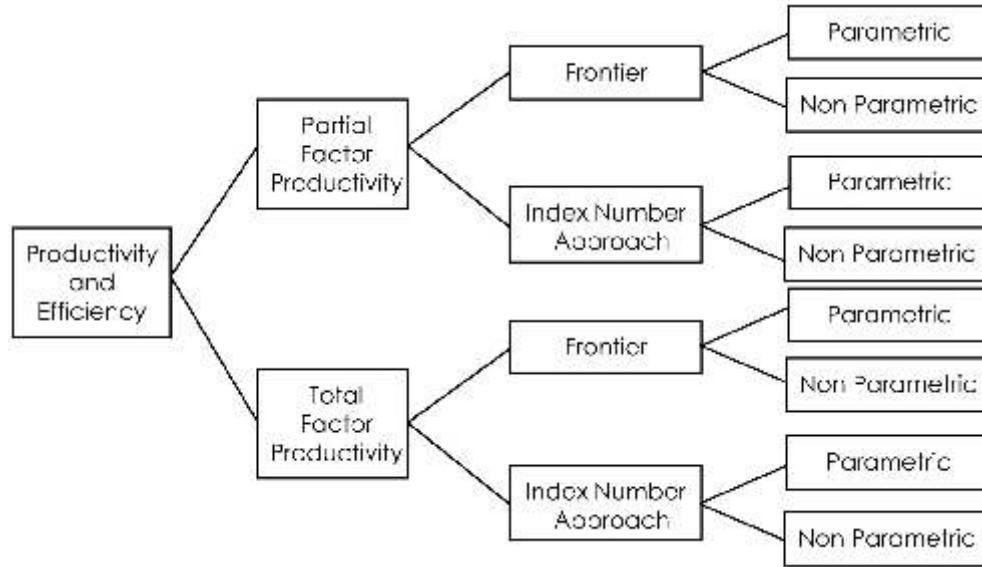 Productivity
and
Efficiency
Partial
Factor
Productivity
Frontier
Parametric
Non Parametric
Index Number
Approach
Parametric
Non Parametric
Total
Factor
Productivity
Frontier
Parametric
Non Parametric
Index Number
Approach
Parametric
Non Parametric